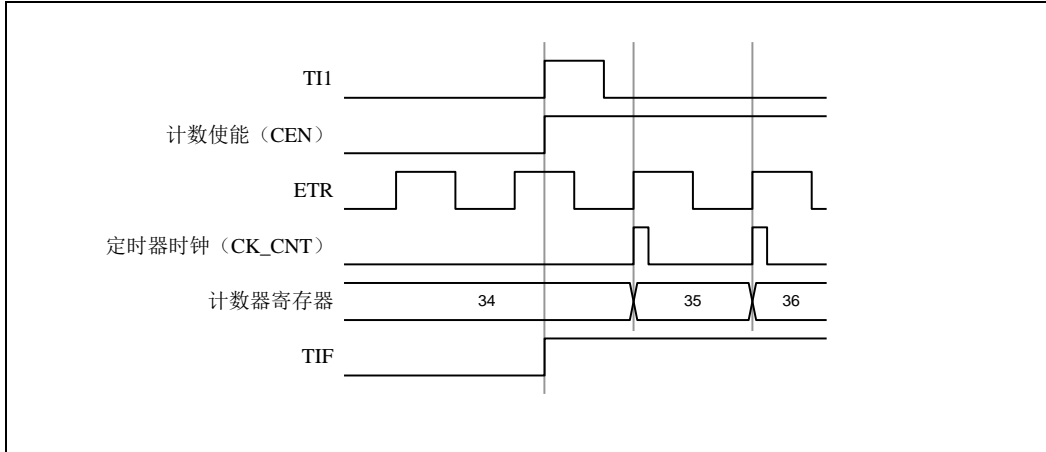 TI1
计数使能（CEN）
ETR
定时器时钟（CK_CNT）
计数器寄存器
34 35 36
TIF